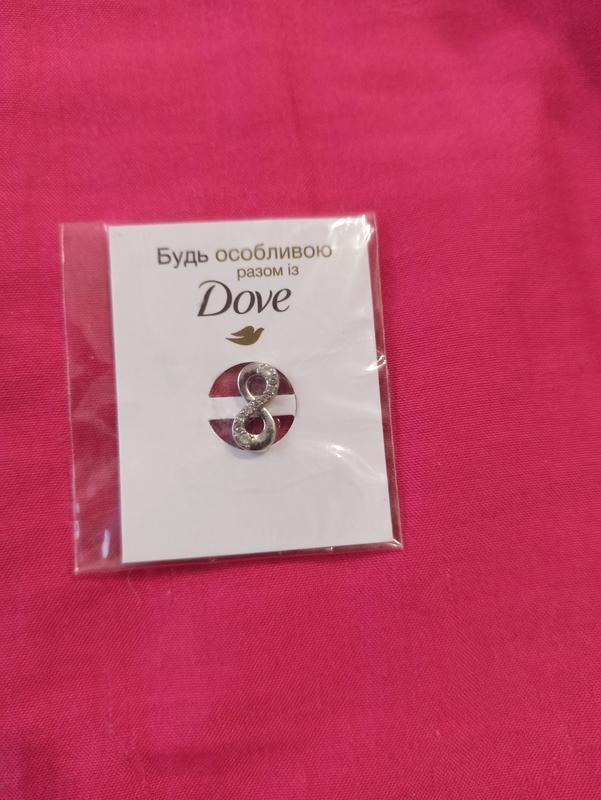 Будь особливою
разом із
Dove